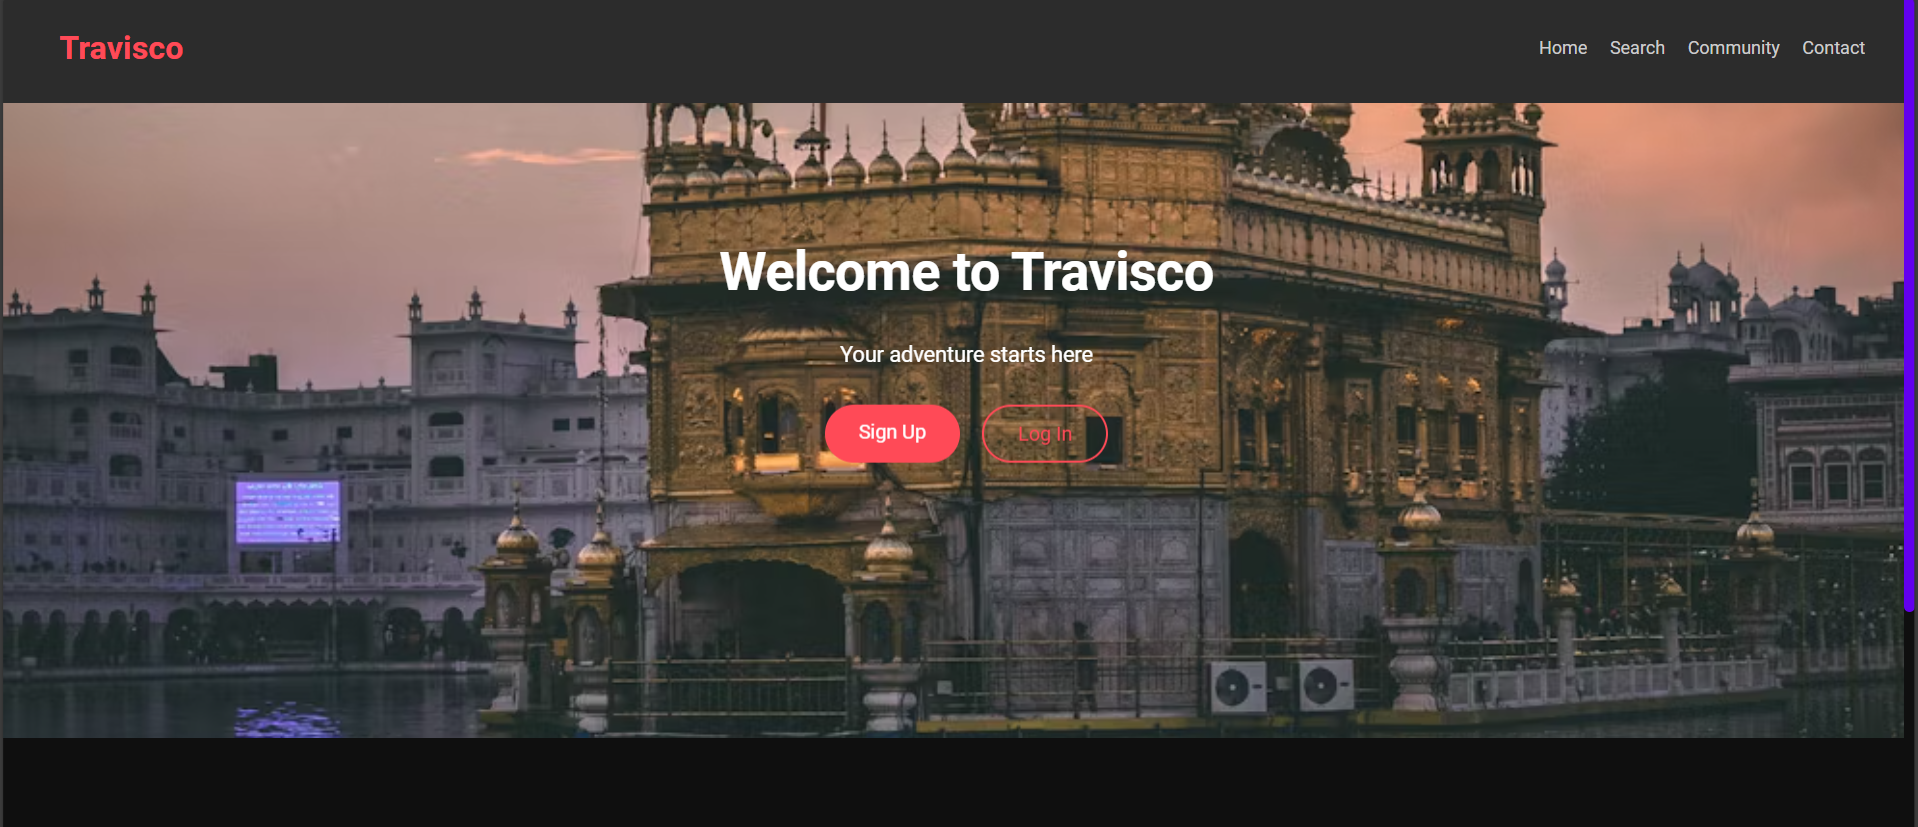 Travisco
Home Search Community Contact
Welcome to Travisco
Your adventure starts here
Sign Up Log In